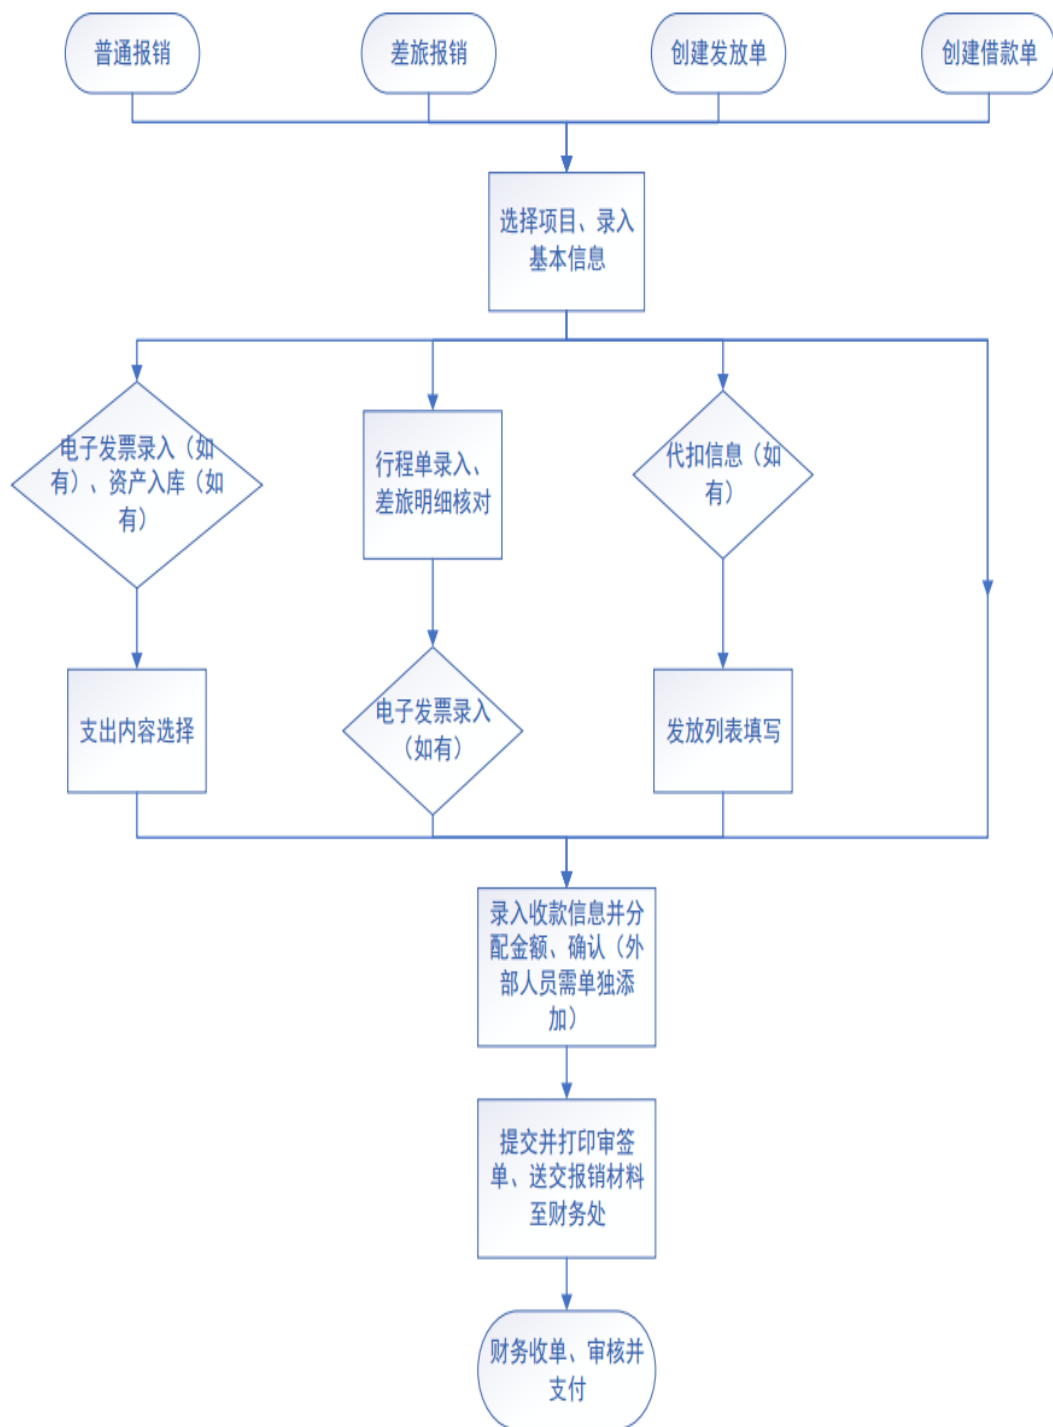 普通报销
差旅报销
创建发放单
创建借款单
选择项目、录入
基本信息
电子发票录入（如
有）、资产入库（如
有）
行程单录入、
差旅明细核对
代扣信息（如
有）
支出内容选择
电子发票录入
（如有）
发放列表填写
录入收款信息并分
配金额、确认（外
部人员需单独添
加）
提交并打印审签
单、送交报销材料
至财务处
财务收单、审核并
支付